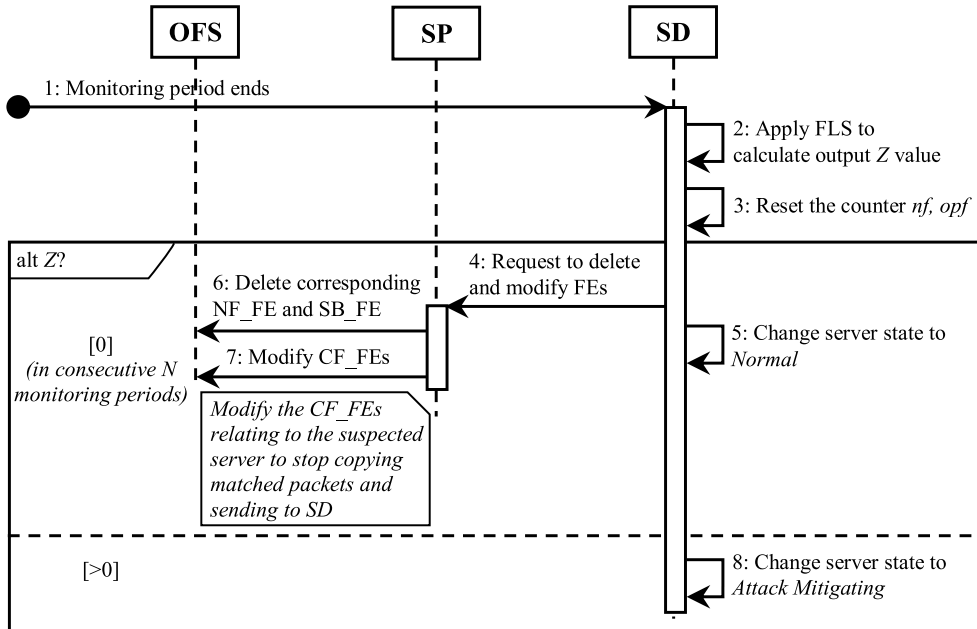 OFS
SP
SD
1: Monitoring period ends
2: Apply FLS to
calculate output Z value
3: Reset the counter nf, opf
alt Z?
4: Request to delete
and modify FEs
6: Delete corresponding
NF_FE and SB_FE
5: Change server state to
Normal
7: Modify CF_FEs
[0]
(in consecutive N
monitoring periods)
Modify the CF_FEs
relating to the suspected
server to stop copying
matched packets and
sending to SD
[>0]
8: Change server state to
Attack Mitigating